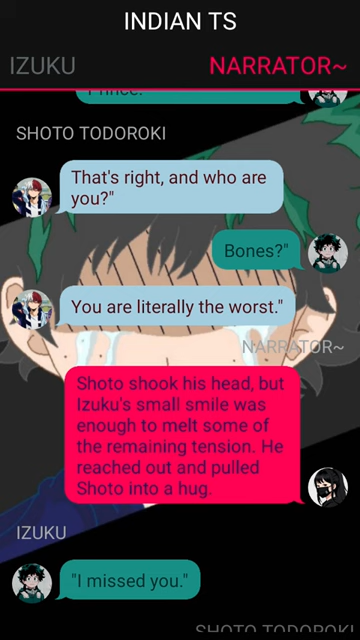 INDIAN TS
IZUKU
NARRATOR~
SHOTO TODOROKI
That's right, and who are
you?"
Bones?"
You are literally the worst."
NARRATOR~
Shoto shook his head, but
Izuku's small smile was
enough to melt some of
the remaining tension. He
reached out and pulled
Shoto into a hug.
IZUKU
"I missed you."
SHOTO TODOROKI